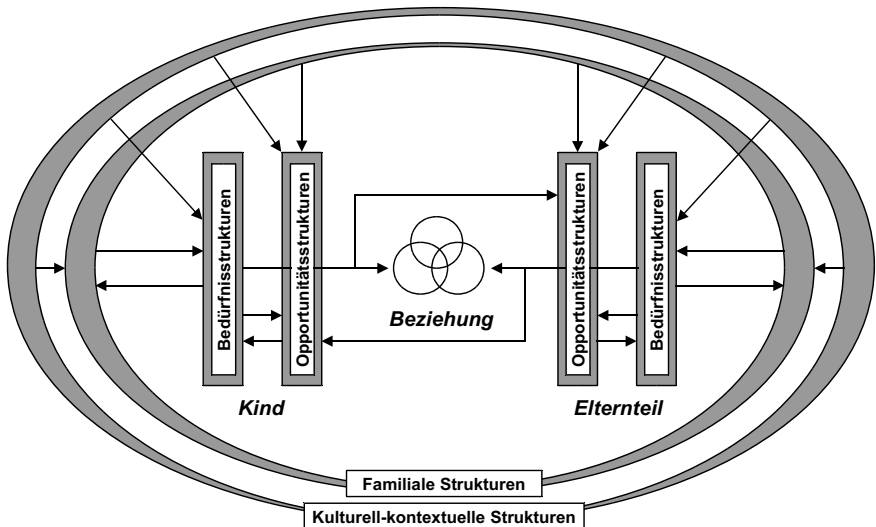 Bedürfnisstrukturen
Opportunitätsstrukturen
Opportunitätsstrukturen
Bedürfnisstrukturen
Beziehung
Kind
Elternteil
Familiale Strukturen
Kulturell-kontextuelle Strukturen